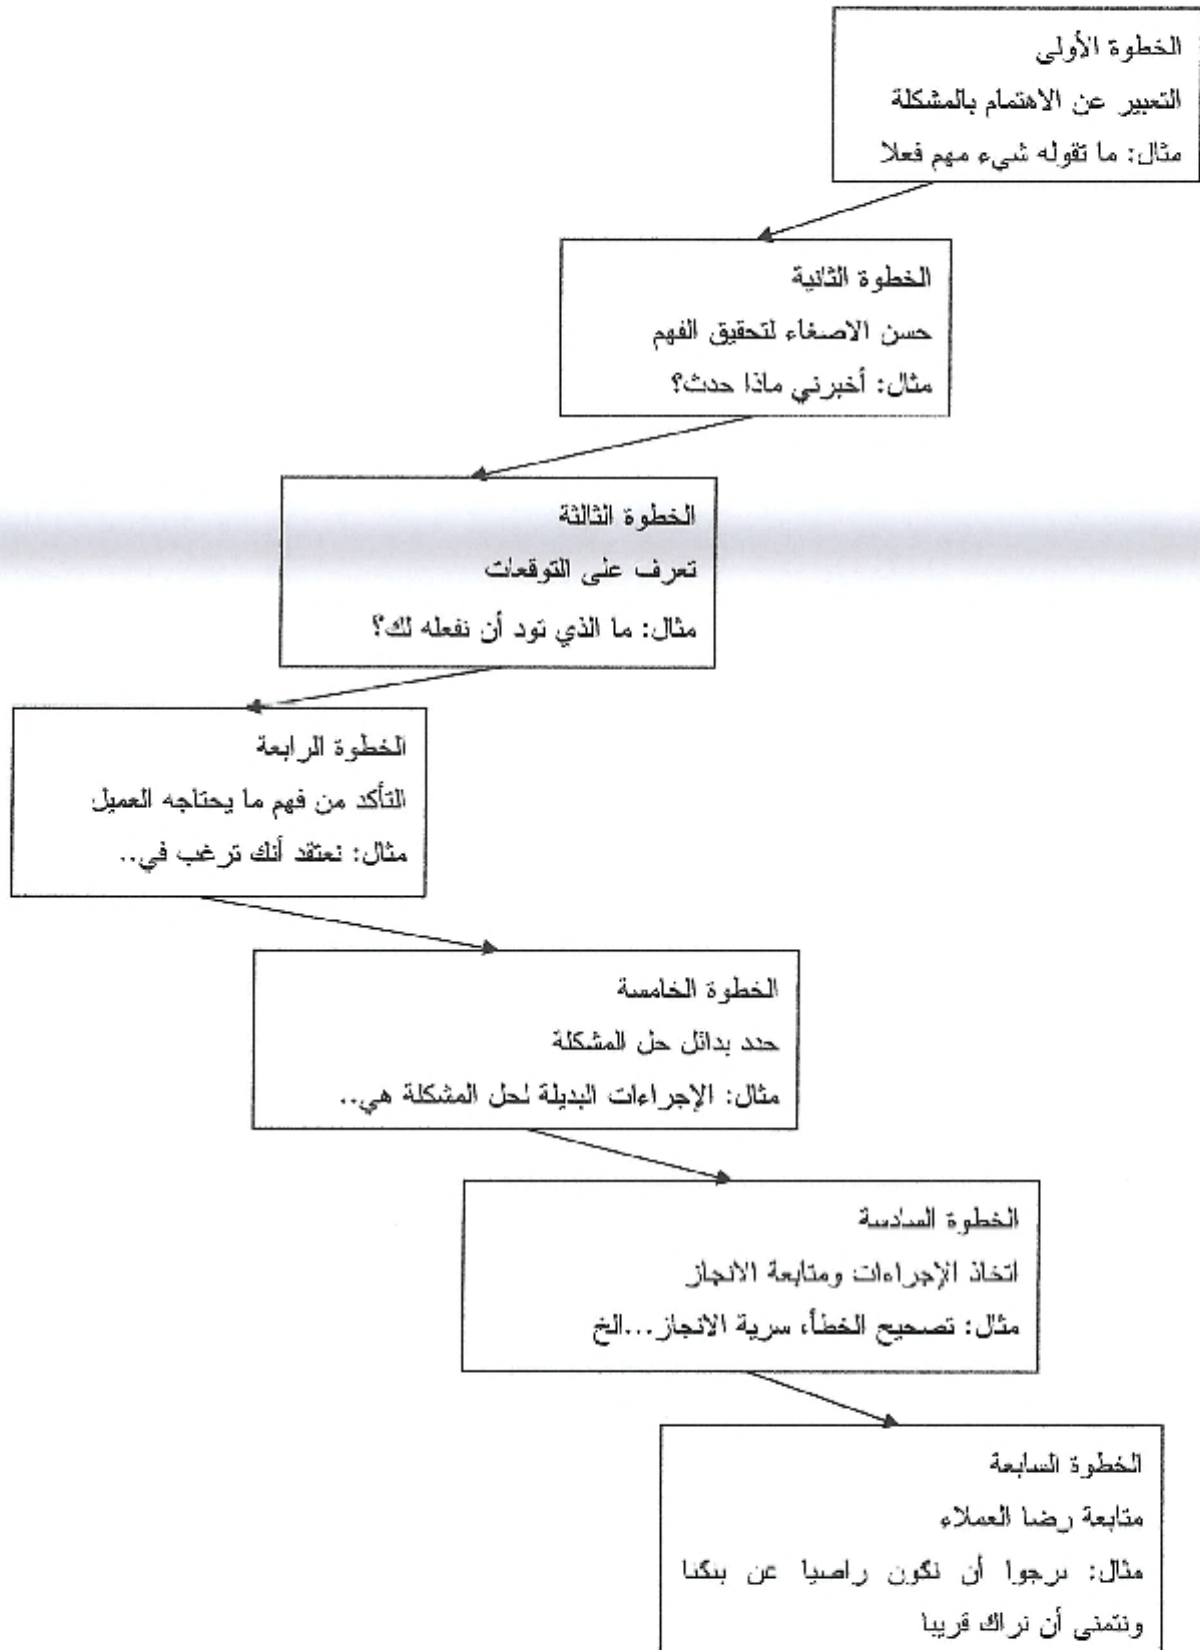 الخطوة الأولى
التعبير عن الاهتمام بالمشكلة
مثال: ما تقوله شيء مهم فعلا
الخطوة الثانية
حسن الاصغاء لتحقيق الفهم
مثال: أخبرني ماذا حدث؟
الخطوة الثالثة
تعرف على التوقعات
مثال: ما الذي تود أن نفعله لك؟
الخطوة الرابعة
التأكد من فهم ما يحتاجه العميل
مثال: نعتقد أنك ترغب في..
الخطوة الخامسة
حدد بدائل حل المشكلة
مثال: الإجراءات البديلة لحل المشكلة هي..
الخطوة السادسة
اتخاذ الإجراءات ومتابعة الانجاز
مثال: تصحيح الخطأ، سرية الانجاز...الخ
الخطوة السابعة
متابعة رضا العملاء
مثال: نرجوا أن تكون راضيا عن بنكنا
ونتمنى أن نراك قريبا